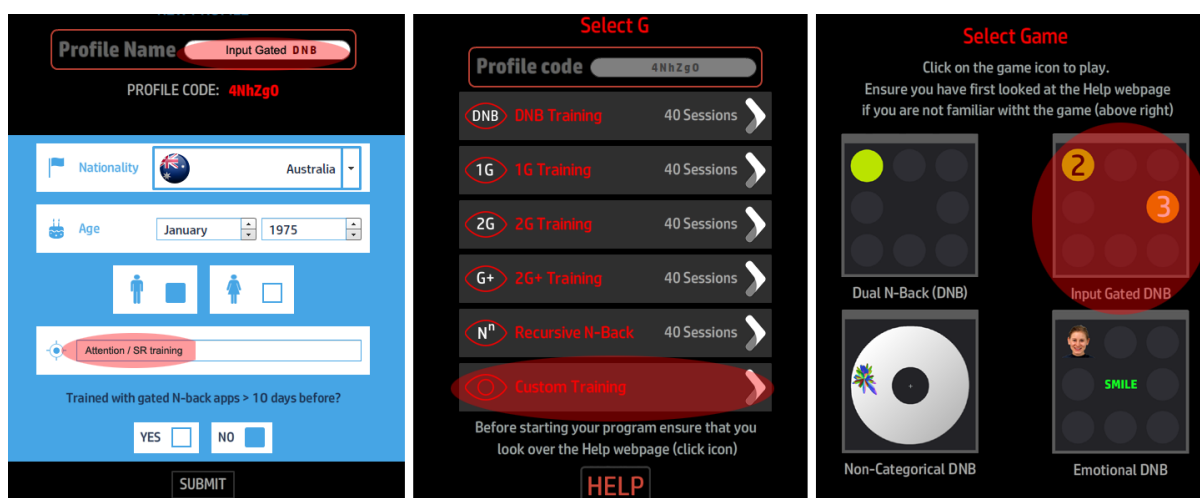 Profile Name Input Gated DNB
PROFILE CODE: 4NhZgO
Nationality Australia
Age January 1975
Attention / SR training
Trained with gated N-back apps > 10 days before?
YES NO
SUBMIT
Select G
Profile code 4NhZgO
DNB DNB Training 40 Sessions
1G 1G Training 40 Sessions
2G 2G Training 40 Sessions
G+ 2G+ Training 40 Sessions
Nⁿ Recursive N-Back 40 Sessions
Custom Training
Before starting your program ensure that you
look over the Help webpage (click icon)
HELP
Select Game
Click on the game icon to play.
Ensure you have first looked at the Help webpage
if you are not familiar witht the game (above right)
2
3
Dual N-Back (DNB) Input Gated DNB
SMILE
Non-Categorical DNB Emotional DNB